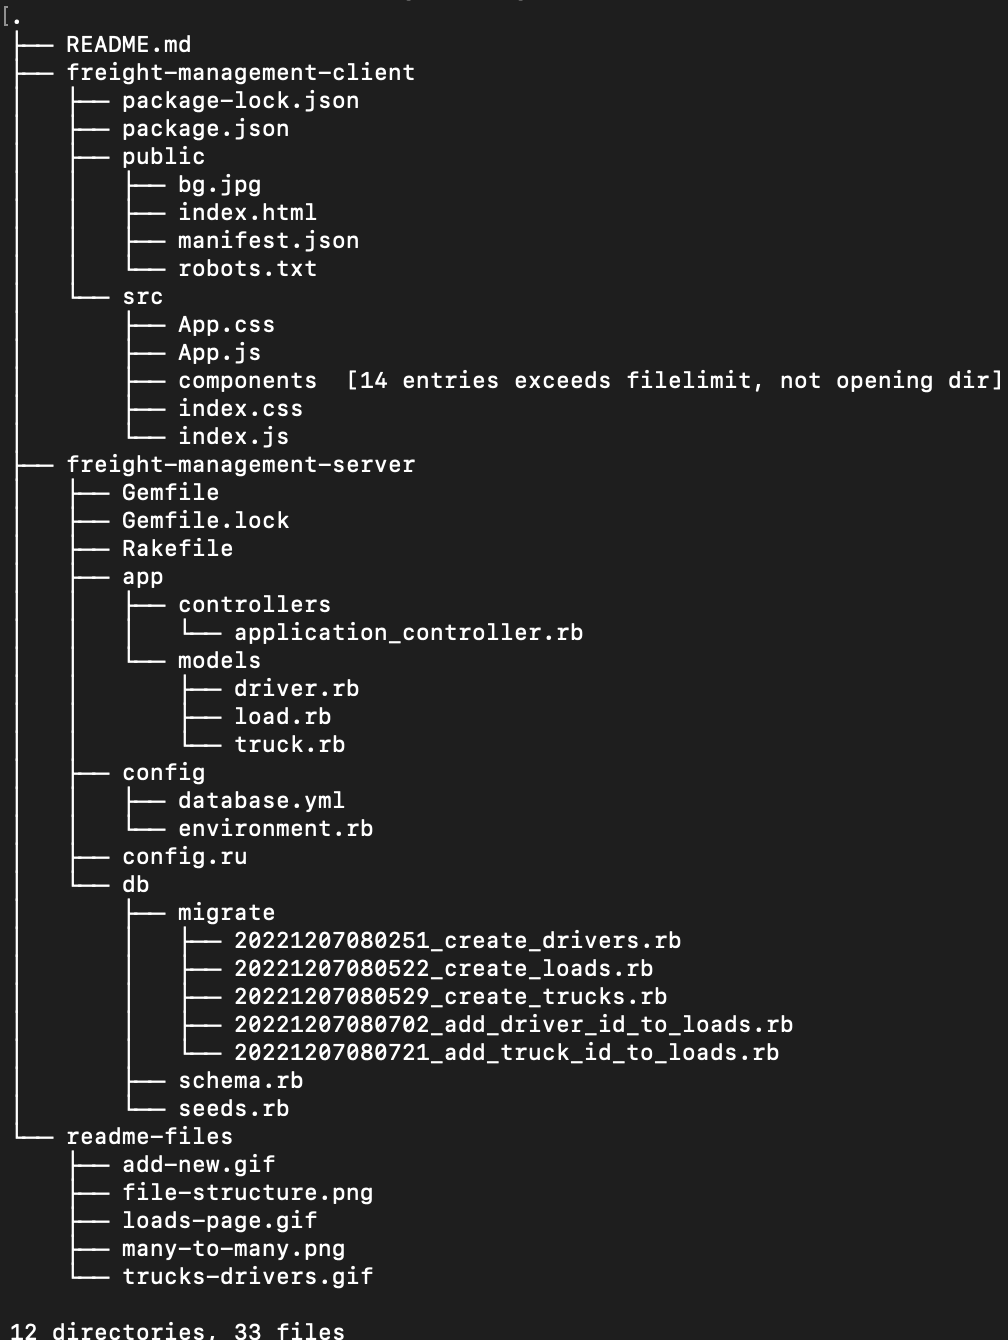 [.
├── README.md
├── freight-management-client
│   ├── package-lock.json
│   ├── package.json
│   ├── public
│   │   ├── bg.jpg
│   │   ├── index.html
│   │   ├── manifest.json
│   │   └── robots.txt
│   └── src
│       ├── App.css
│       ├── App.js
│       ├── components  [14 entries exceeds filelimit, not opening dir]
│       ├── index.css
│       └── index.js
├── freight-management-server
│   ├── Gemfile
│   ├── Gemfile.lock
│   ├── Rakefile
│   ├── app
│   │   ├── controllers
│   │   │   └── application_controller.rb
│   │   └── models
│   │       ├── driver.rb
│   │       ├── load.rb
│   │       └── truck.rb
│   ├── config
│   │   ├── database.yml
│   │   └── environment.rb
│   ├── config.ru
│   └── db
│       ├── migrate
│       │   ├── 20221207080251_create_drivers.rb
│       │   ├── 20221207080522_create_loads.rb
│       │   ├── 20221207080529_create_trucks.rb
│       │   ├── 20221207080702_add_driver_id_to_loads.rb
│       │   └── 20221207080721_add_truck_id_to_loads.rb
│       ├── schema.rb
│       └── seeds.rb
└── readme-files
    ├── add-new.gif
    ├── file-structure.png
    ├── loads-page.gif
    ├── many-to-many.png
    └── trucks-drivers.gif

12 directories, 33 files